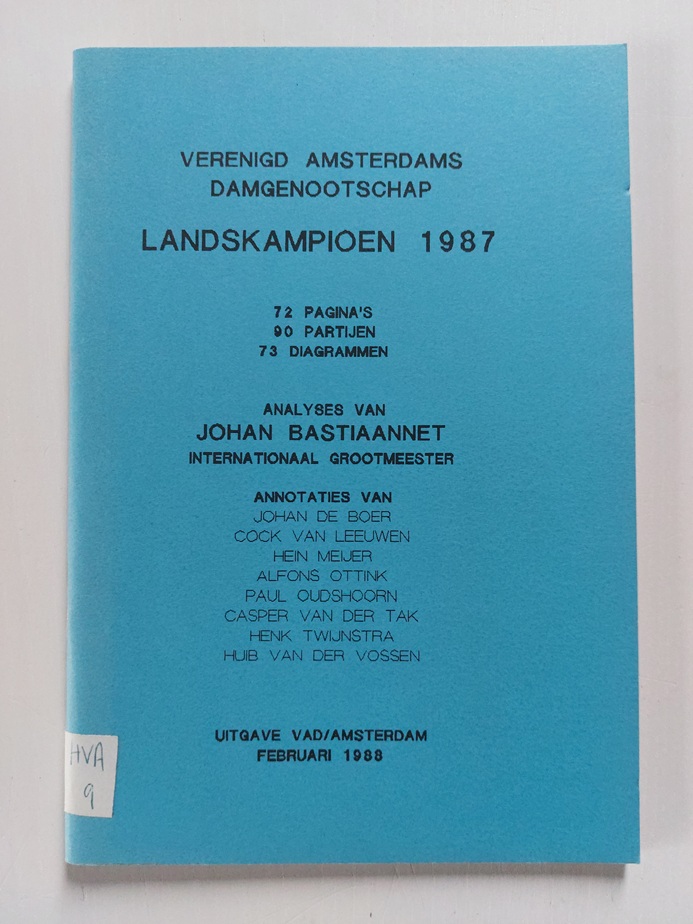 VERENIGD AMSTERDAMS
DAMGENOOTSCHAP
LANDSKAMPIOEN 1987
72 PAGINA'S
90 PARTIJEN
73 DIAGRAMMEN
ANALYSES VAN
JOHAN BASTIAANNET
INTERNATIONAAL GROOTMEESTER
ANNOTATIES VAN
JOHAN DE BOER
COCK VAN LEEUWEN
HEIN MEIJER
ALFONS OTTINK
PAUL OUDSHOORN
CASPER VAN DER TAK
HENK TWIJNSTRA
HUIB VAN DER VOSSEN
UITGAVE VAD/AMSTERDAM
FEBRUARI 1988
HVA
9